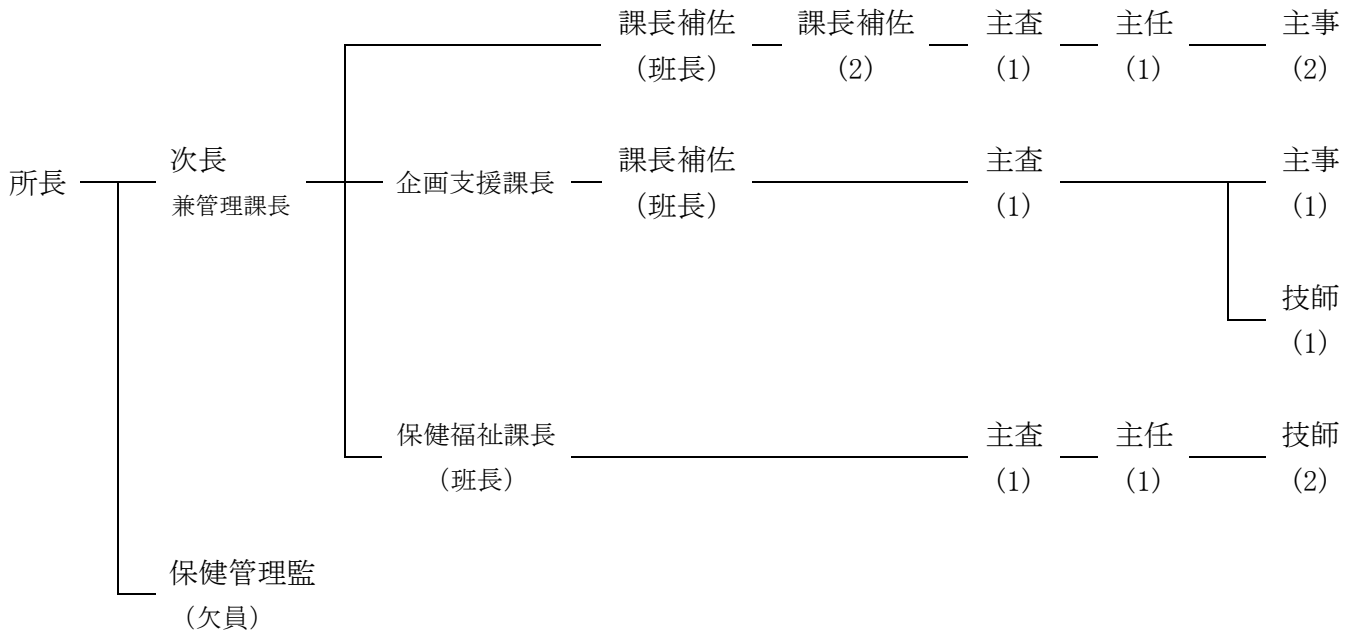 課長補佐 課長補佐 主査 主任 主事
(班長) (2) (1) (1) (2)
所長 次長 企画支援課長 課長補佐 主査 主事
兼管理課長 (班長) (1) (1)
技師
(1)
保健福祉課長 主査 主任 技師
(班長) (1) (1) (2)
保健管理監
(欠員)